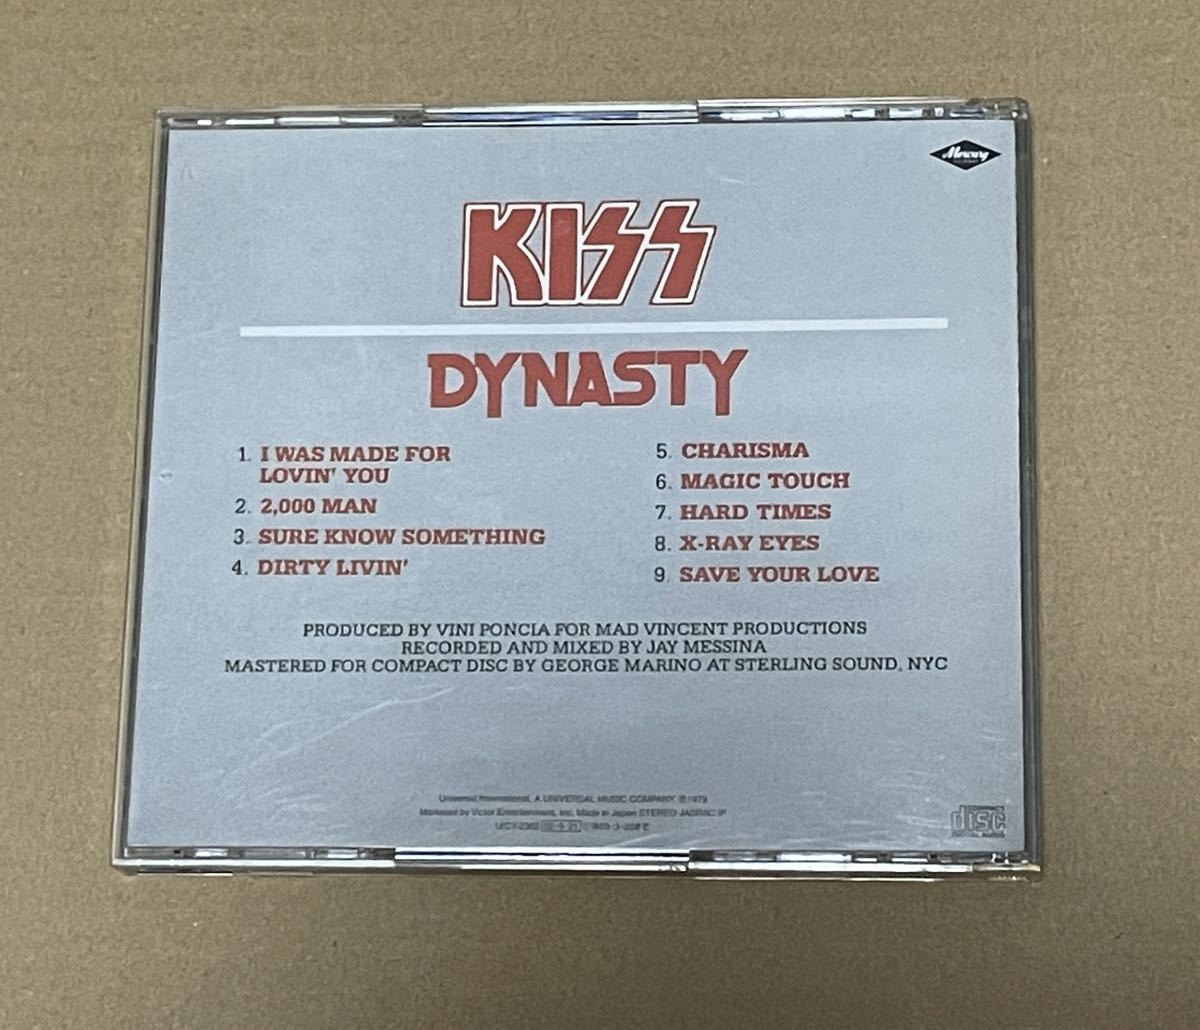 Mercury
KISS
DYNASTY
1. I WAS MADE FOR
LOVIN' YOU
2. 2,000 MAN
3. SURE KNOW SOMETHING
4. DIRTY LIVIN'
5. CHARISMA
6. MAGIC TOUCH
7. HARD TIMES
8. X-RAY EYES
9. SAVE YOUR LOVE
PRODUCED BY VINI PONCIA FOR MAD VINCENT PRODUCTIONS
RECORDED AND MIXED BY JAY MESSINA
MASTERED FOR COMPACT DISC BY GEORGE MARINO AT STERLING SOUND, NYC
Universal International, A UNIVERSAL MUSIC COMPANY. ℗1979
Marketed by Victor Entertainment, Inc. Made in Japan STEREO JASRAC
COMPACT
disc
DIGITAL AUDIO